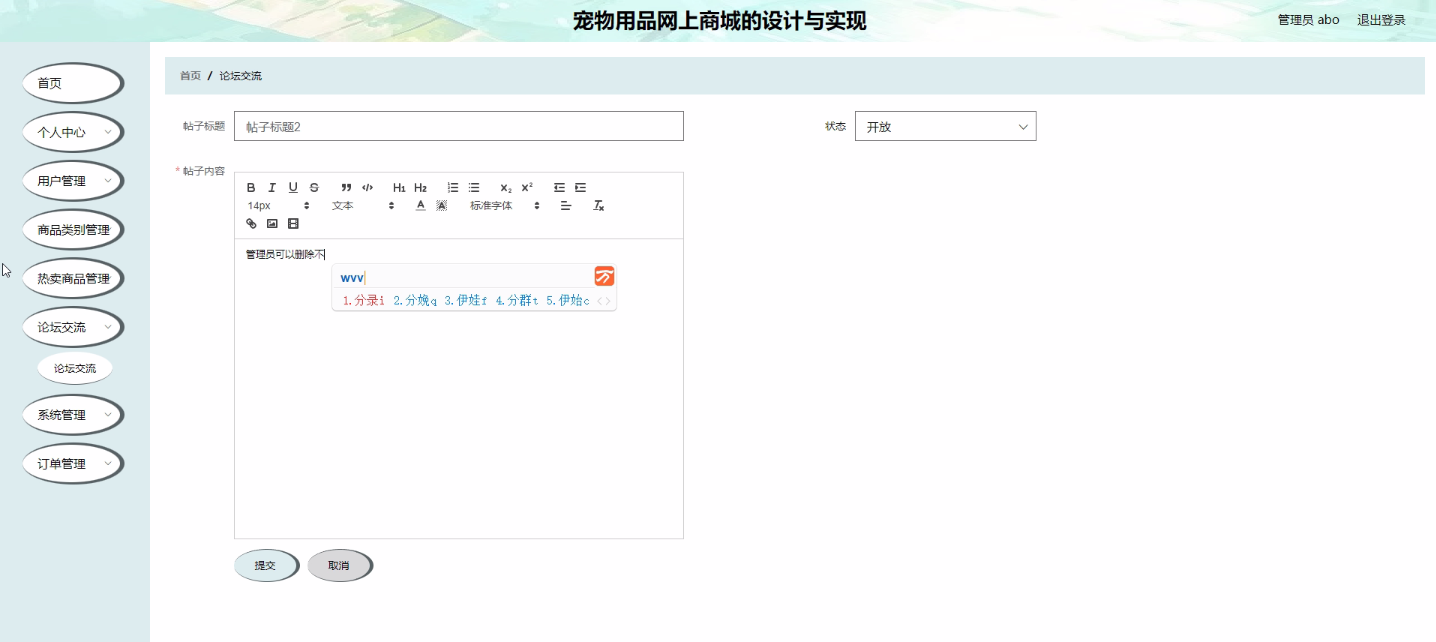 宠物用品网上商城的设计与实现
管理员 abo 退出登录
首页
个人中心
用户管理
商品类别管理
热卖商品管理
论坛交流
论坛交流
系统管理
订单管理
首页 / 论坛交流
帖子标题 帖子标题2 状态 开放
* 帖子内容
B I U S H1 H2 X2 X2
14px 文本 A A 标准字体 Tx
管理员可以删除不
wvv
1.分录i 2.分娩q 3.伊娃f 4.分群t 5.伊始c
提交 取消